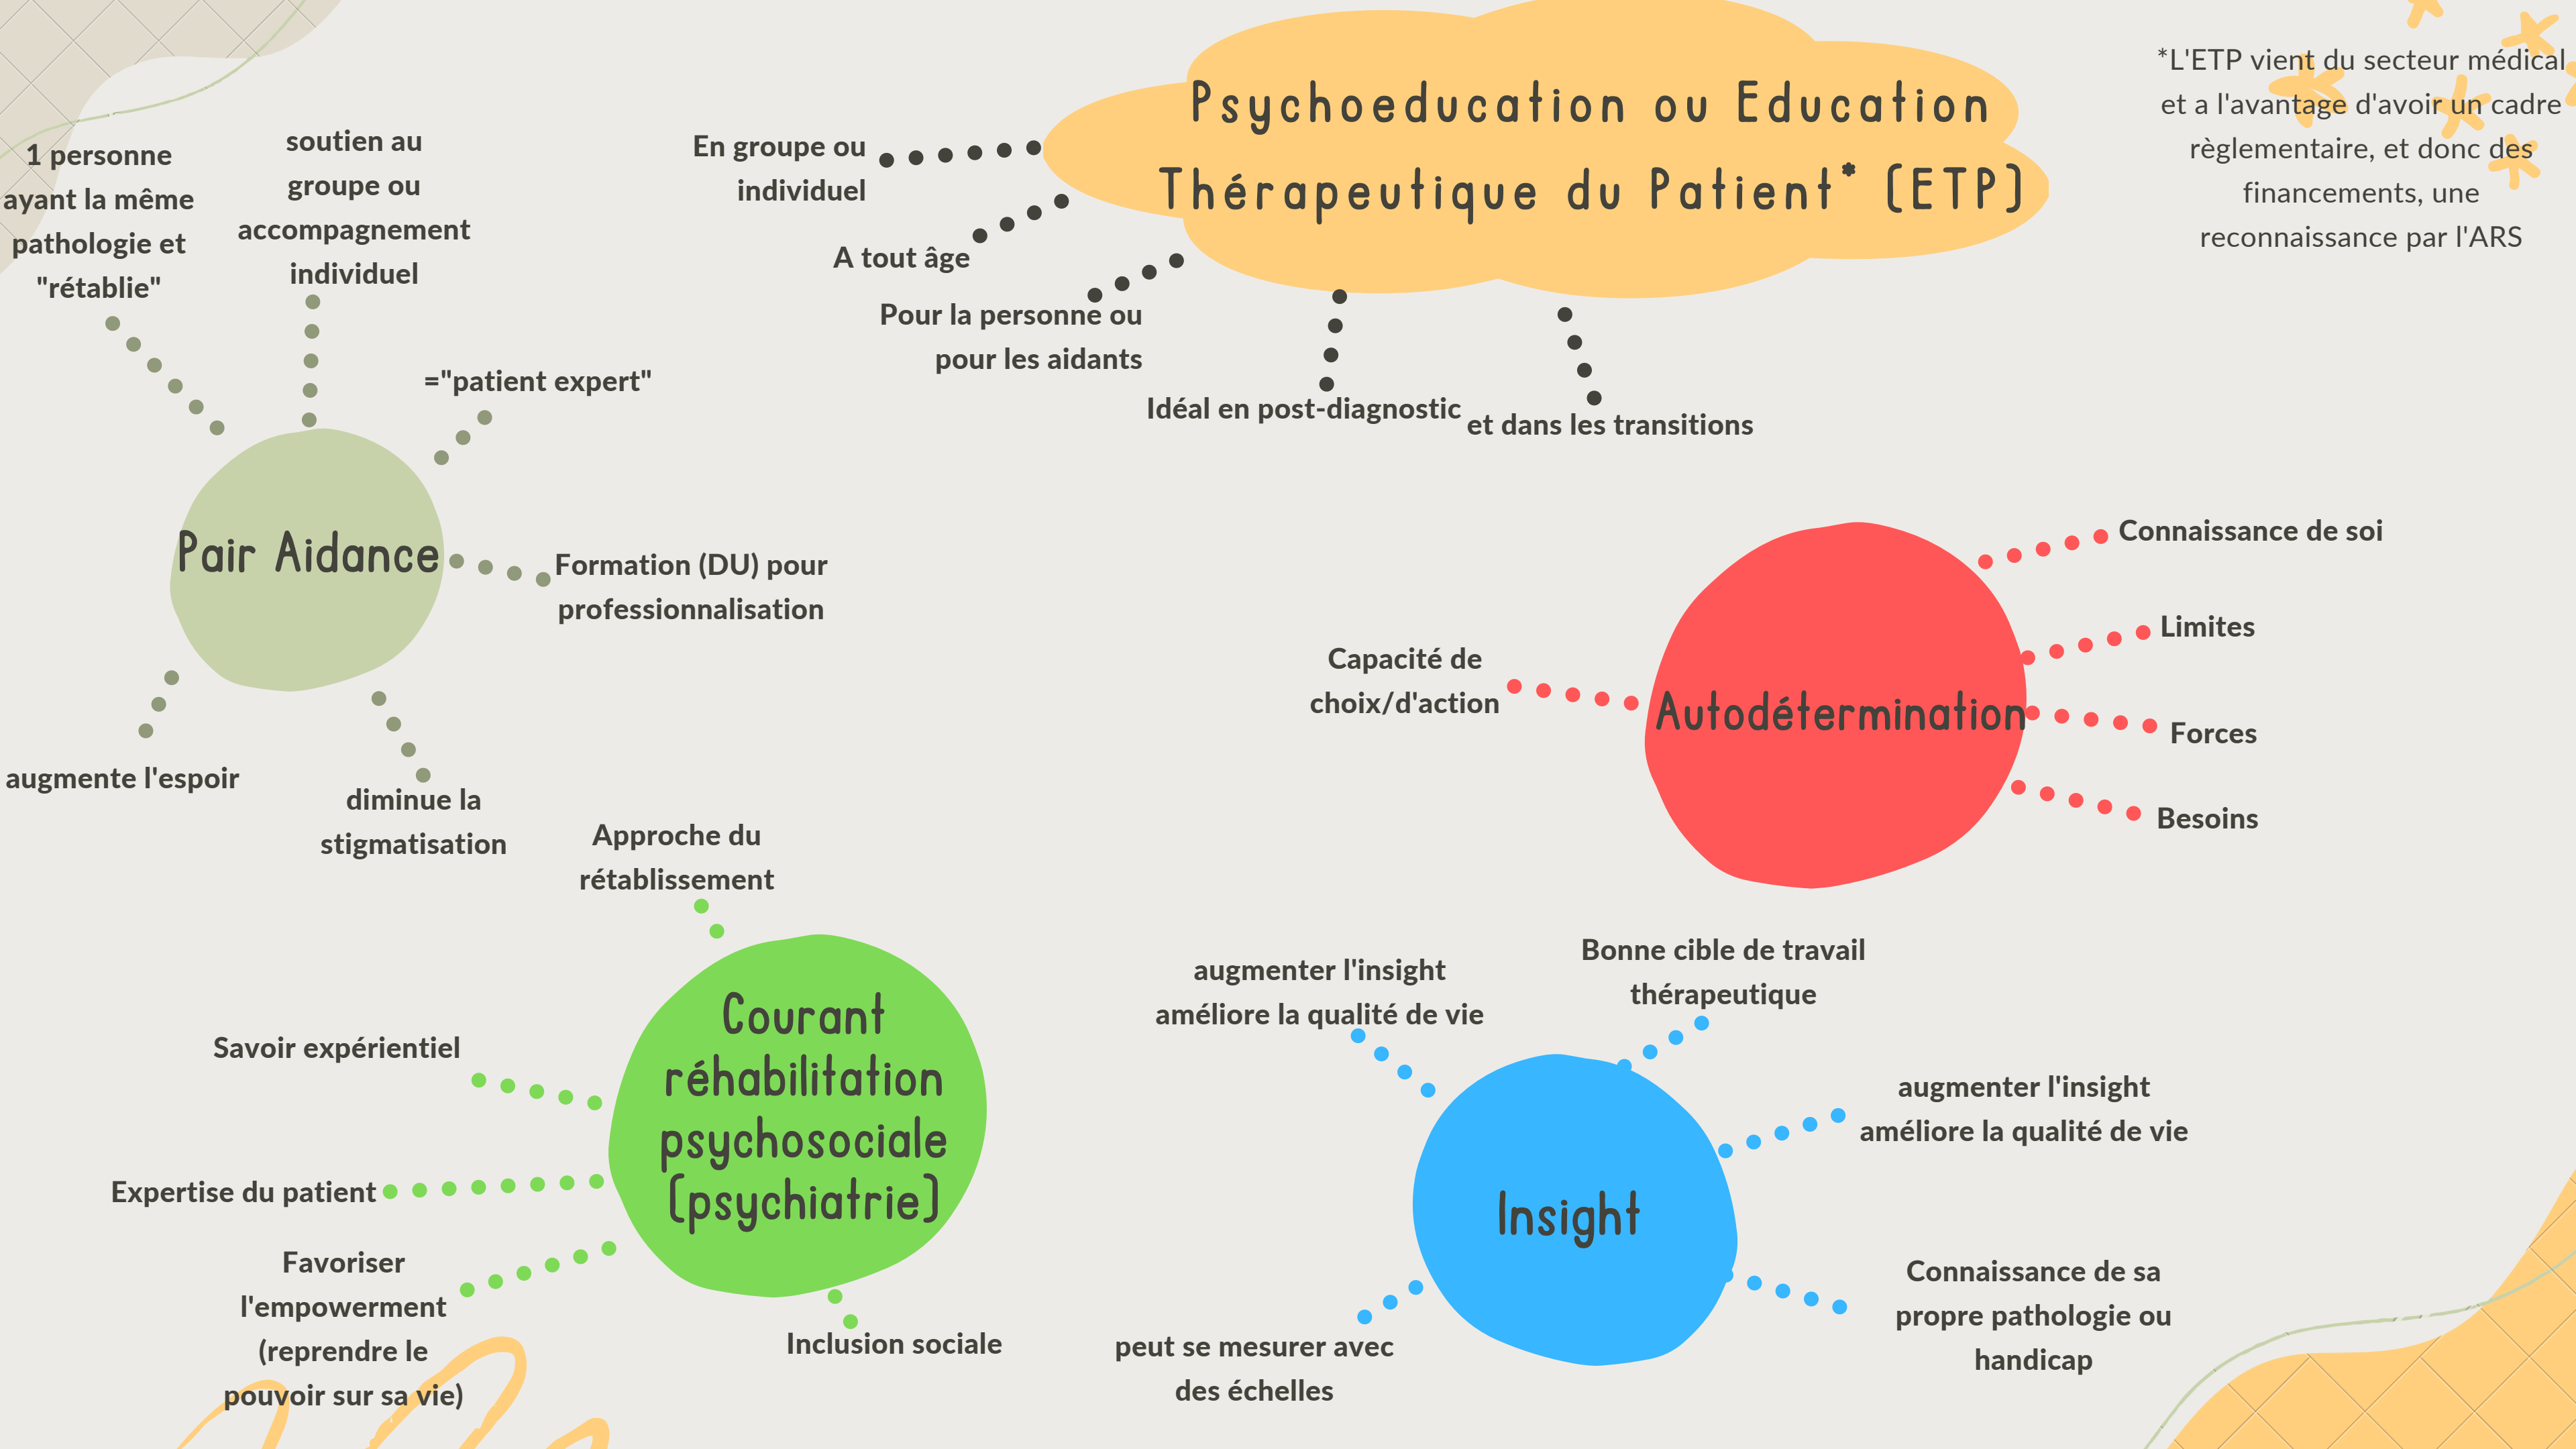 Psychoeducation ou Education
Thérapeutique du Patient* (ETP)
*L'ETP vient du secteur médical
et a l'avantage d'avoir un cadre
règlementaire, et donc des
financements, une
reconnaissance par l'ARS
En groupe ou
individuel
A tout âge
Pour la personne ou
pour les aidants
Idéal en post-diagnostic
et dans les transitions
1 personne
ayant la même
pathologie et
"rétablie"
soutien au
groupe ou
accompagnement
individuel
="patient expert"
Pair Aidance
Formation (DU) pour
professionnalisation
augmente l'espoir
diminue la
stigmatisation
Connaissance de soi
Limites
Capacité de
choix/d'action
Autodétermination
Forces
Besoins
Approche du
rétablissement
Courant
réhabilitation
psychosociale
(psychiatrie)
Savoir expérientiel
Expertise du patient
Favoriser
l'empowerment
(reprendre le
pouvoir sur sa vie)
Inclusion sociale
augmenter l'insight
améliore la qualité de vie
Bonne cible de travail
thérapeutique
augmenter l'insight
améliore la qualité de vie
Insight
Connaissance de sa
propre pathologie ou
handicap
peut se mesurer avec
des échelles